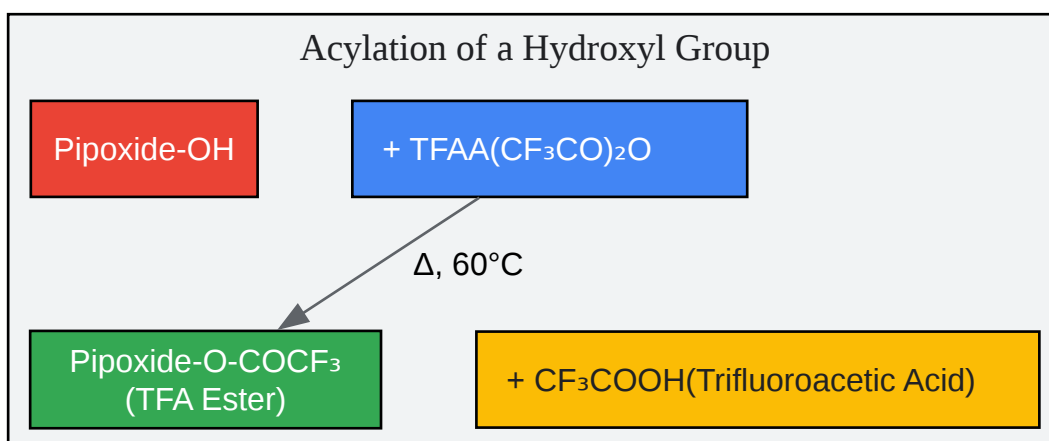 Acylation of a Hydroxyl Group
Pipoxide-OH
+ TFAA(CF₃CO)₂O
Δ, 60°C
Pipoxide-O-COCF₃
(TFA Ester)
+ CF₃COOH(Trifluoroacetic Acid)